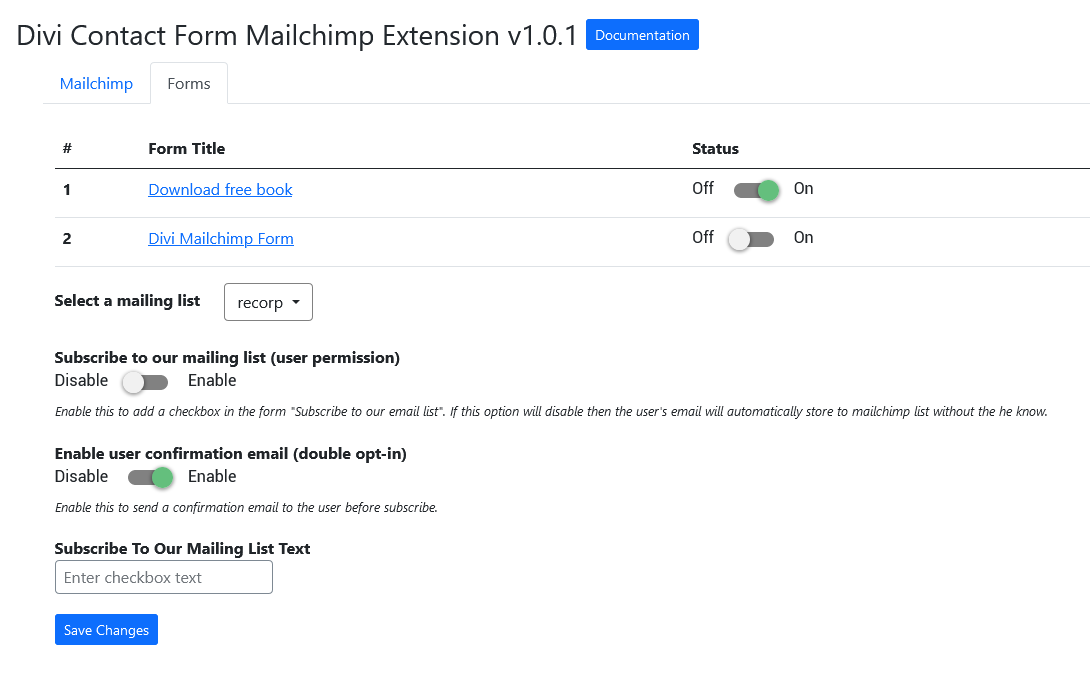 Divi Contact Form Mailchimp Extension v1.0.1 Documentation
Mailchimp Forms
# Form Title Status
1 Download free book Off On
2 Divi Mailchimp Form Off On
Select a mailing list recorp
Subscribe to our mailing list (user permission)
Disable Enable
Enable this to add a checkbox in the form "Subscribe to our email list". If this option will disable then the user's email will automatically store to mailchimp list without the he know.
Enable user confirmation email (double opt-in)
Disable Enable
Enable this to send a confirmation email to the user before subscribe.
Subscribe To Our Mailing List Text
Enter checkbox text
Save Changes